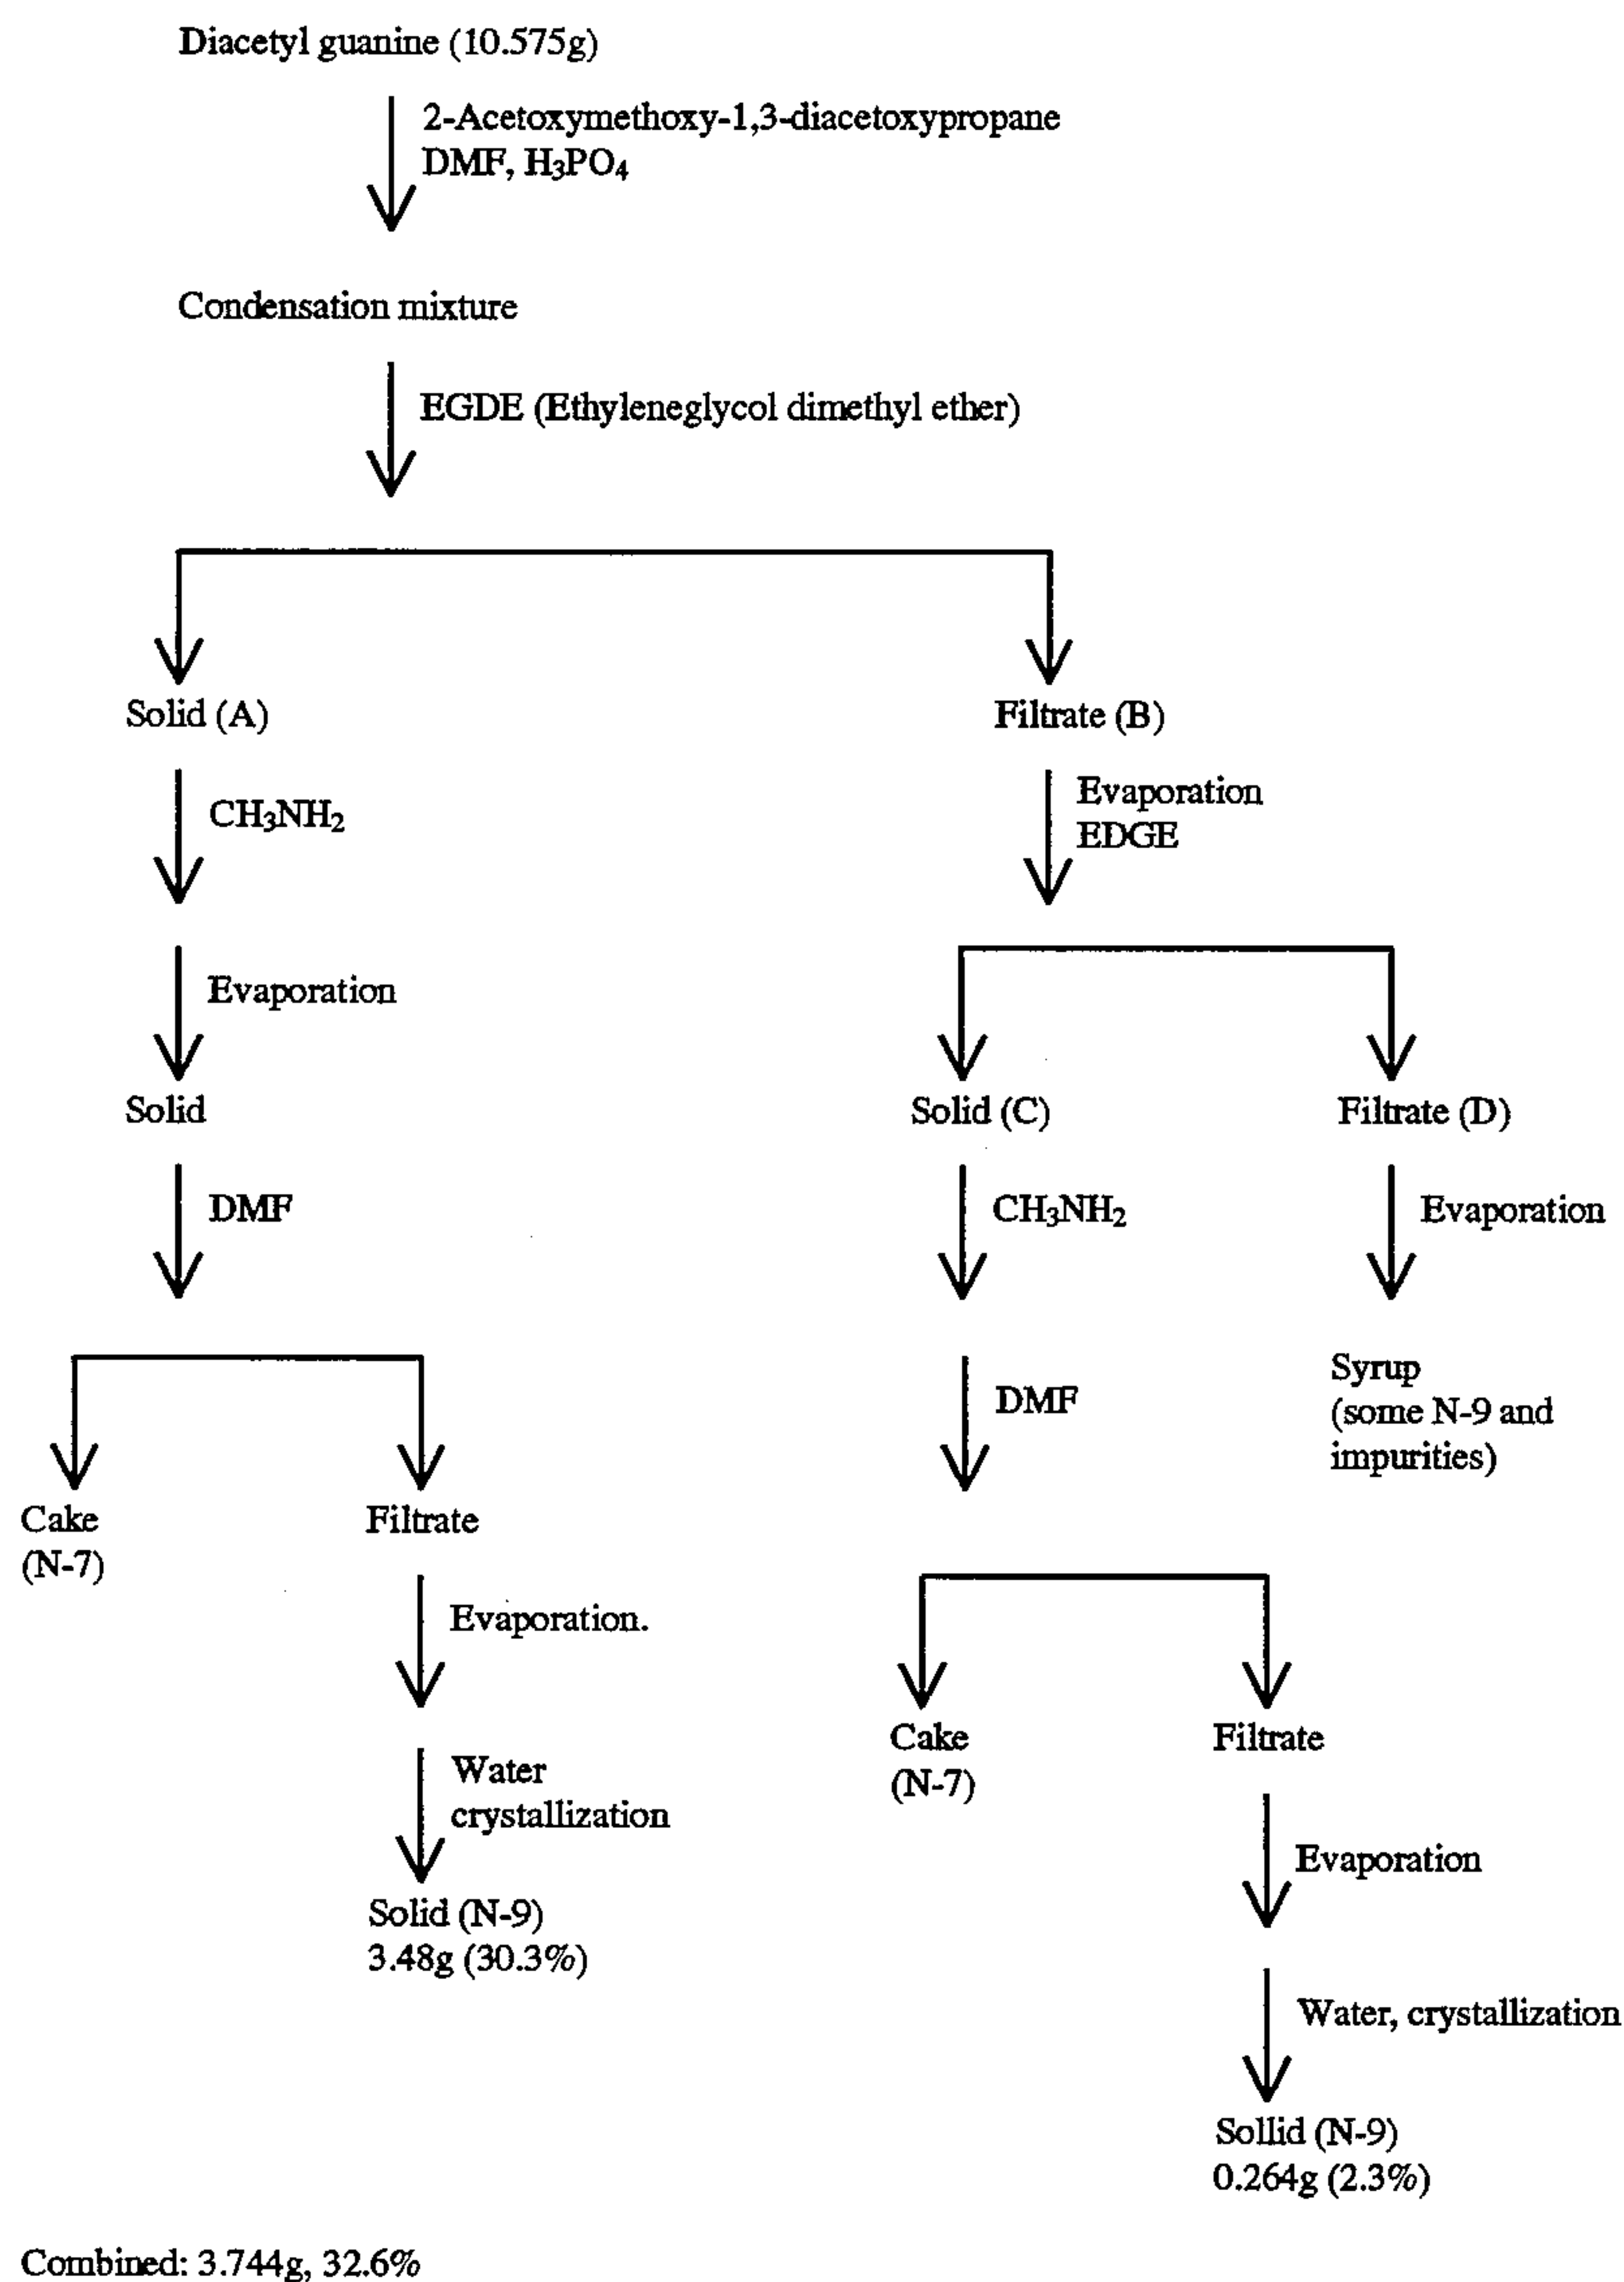 Diacetyl guanine (10.575g)
2-Acetoxymethoxy-1,3-diacetoxypropane
DMF, H₃PO₄
Condensation mixture
EGDE (Ethyleneglycol dimethyl ether)
Solid (A)
Filtrate (B)
CH₃NH₂
Evaporation
EDGE
Evaporation
Solid
Solid (C)
Filtrate (D)
DMF
CH₃NH₂
Evaporation
Cake
(N-7)
Filtrate
DMF
Syrup
(some N-9 and
impurities)
Evaporation.
Water
crystallization
Solid (N-9)
3.48g (30.3%)
Cake
(N-7)
Filtrate
Evaporation
Water, crystallization
Sollid (N-9)
0.264g (2.3%)
Combined: 3.744g, 32.6%